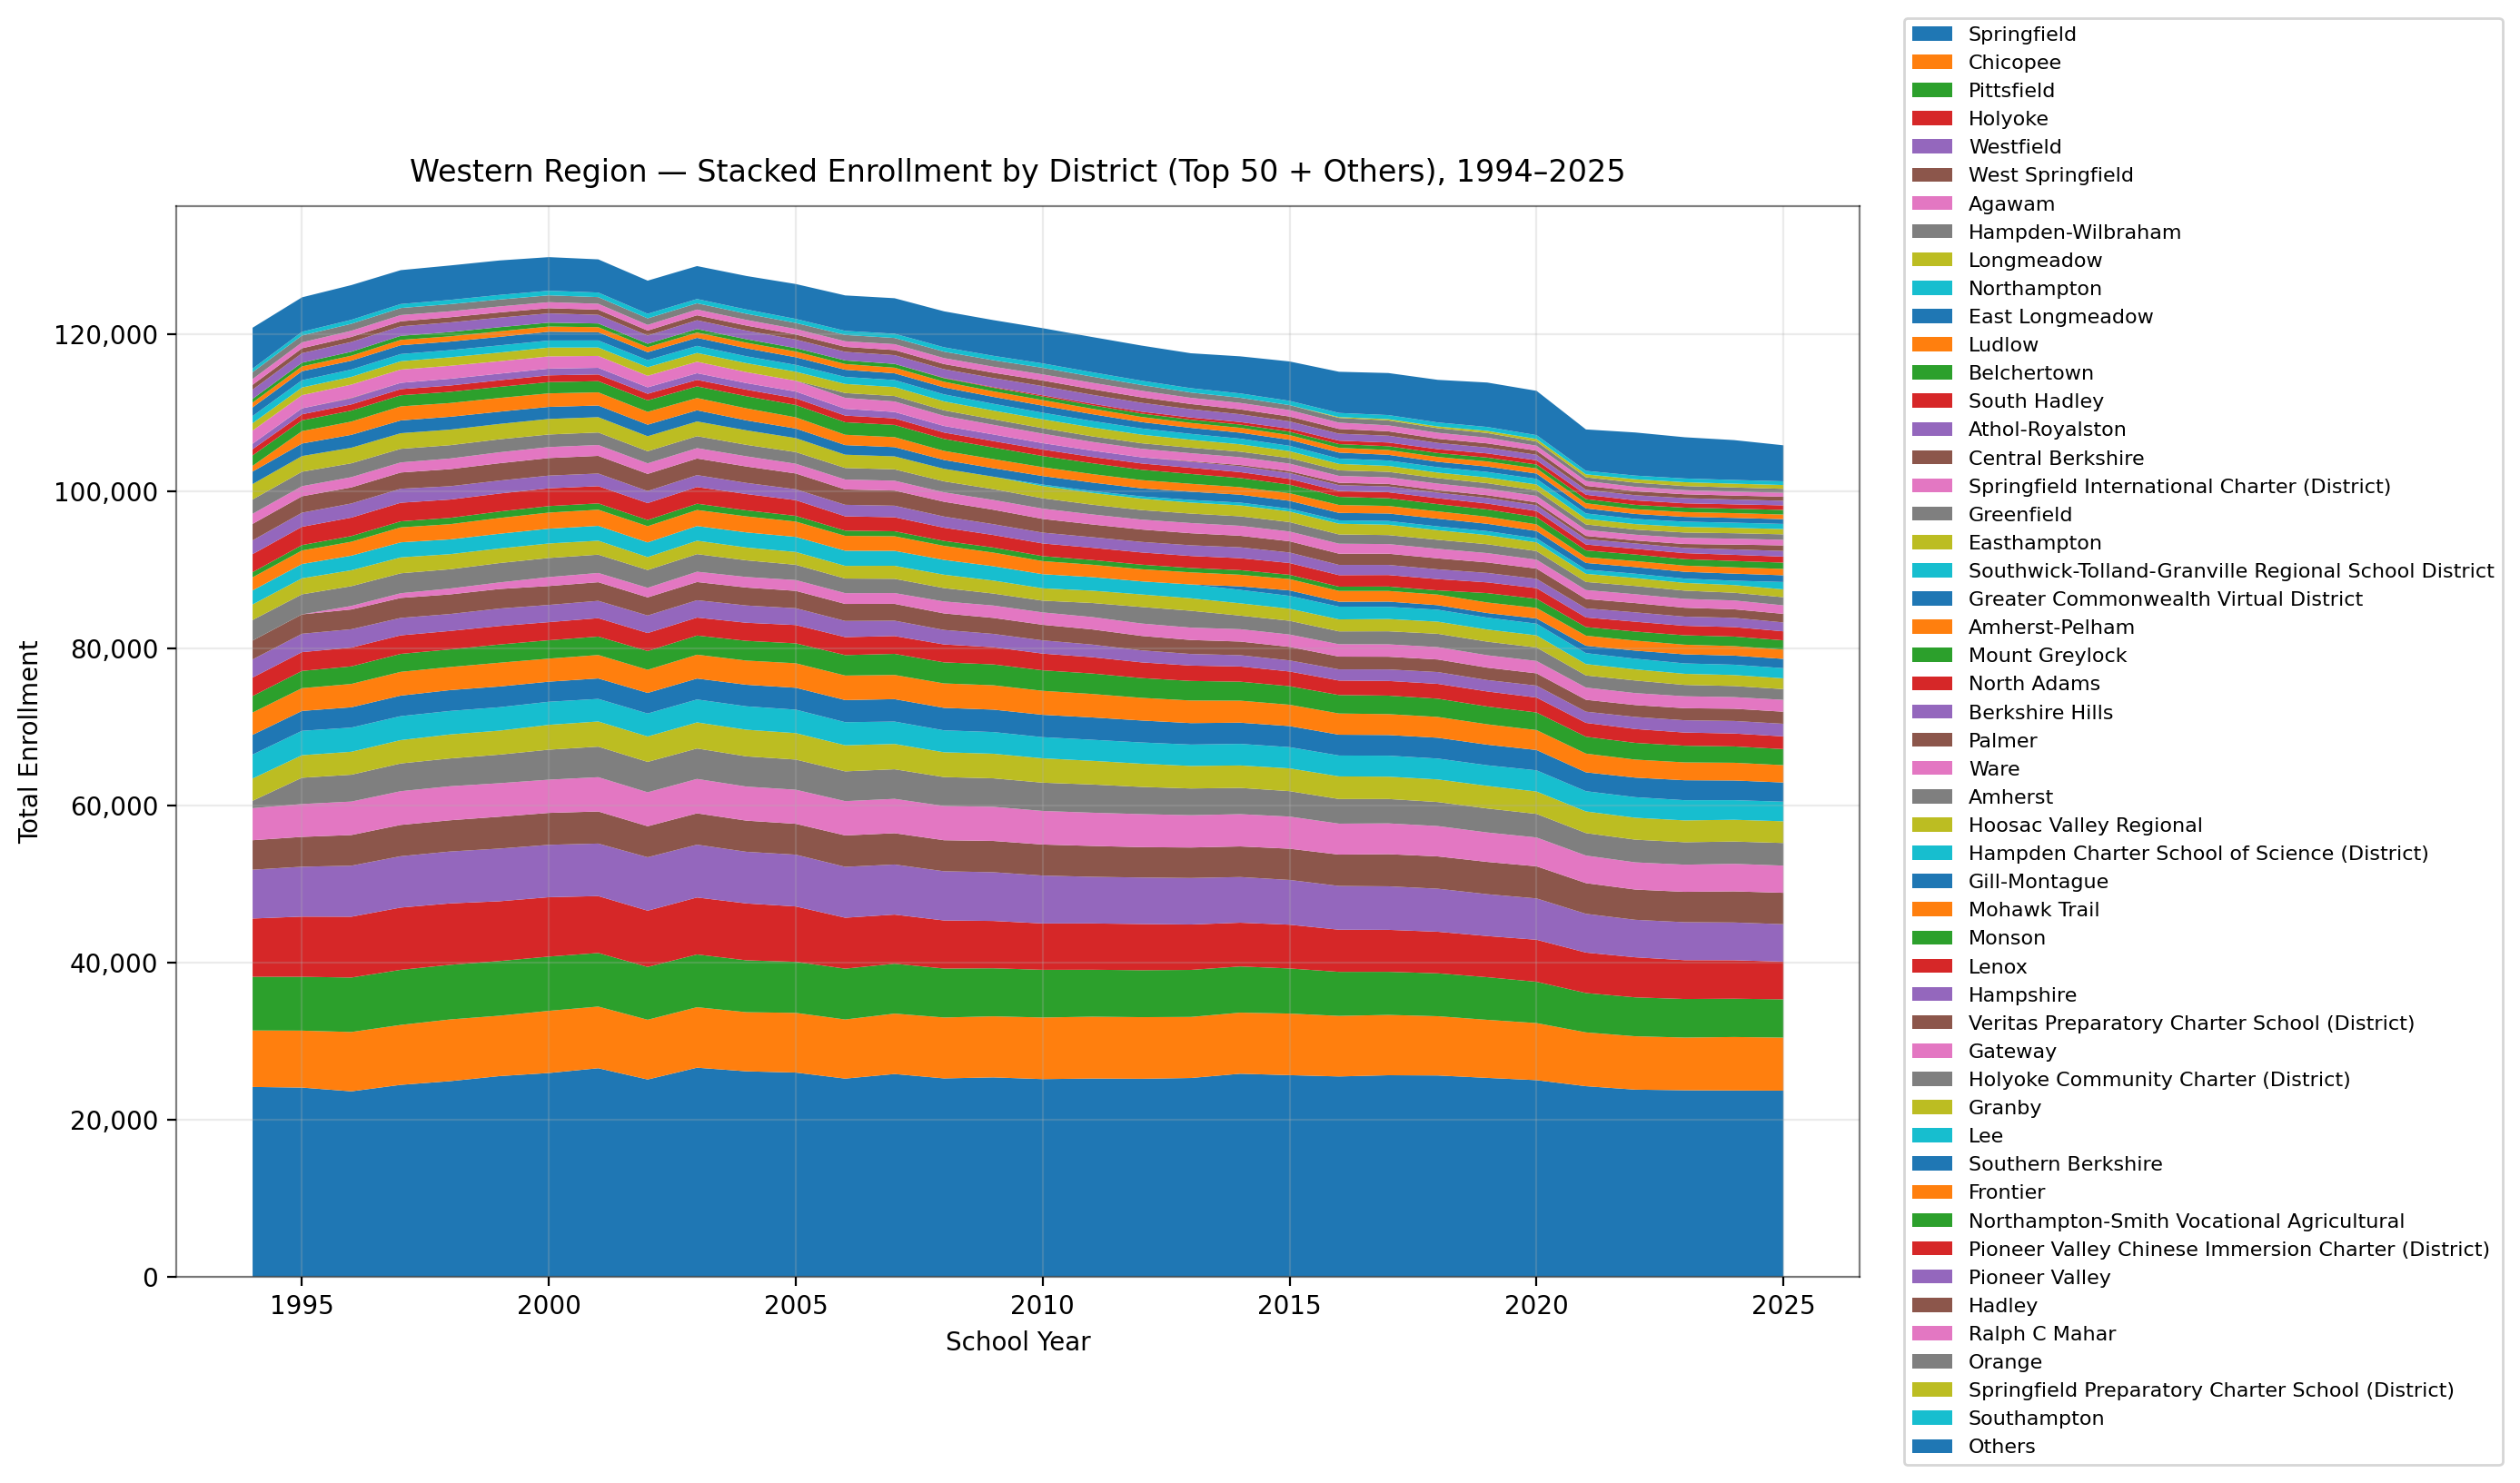 Western Region — Stacked Enrollment by District (Top 50 + Others), 1994–2025
Total Enrollment
120,000
100,000
80,000
60,000
40,000
20,000
0
1995
2000
2005
2010
2015
2020
2025
School Year
Springfield
Chicopee
Pittsfield
Holyoke
Westfield
West Springfield
Agawam
Hampden-Wilbraham
Longmeadow
Northampton
East Longmeadow
Ludlow
Belchertown
South Hadley
Athol-Royalston
Central Berkshire
Springfield International Charter (District)
Greenfield
Easthampton
Southwick-Tolland-Granville Regional School District
Greater Commonwealth Virtual District
Amherst-Pelham
Mount Greylock
North Adams
Berkshire Hills
Palmer
Ware
Amherst
Hoosac Valley Regional
Hampden Charter School of Science (District)
Gill-Montague
Mohawk Trail
Monson
Lenox
Hampshire
Veritas Preparatory Charter School (District)
Gateway
Holyoke Community Charter (District)
Granby
Lee
Southern Berkshire
Frontier
Northampton-Smith Vocational Agricultural
Pioneer Valley Chinese Immersion Charter (District)
Pioneer Valley
Hadley
Ralph C Mahar
Orange
Springfield Preparatory Charter School (District)
Southampton
Others